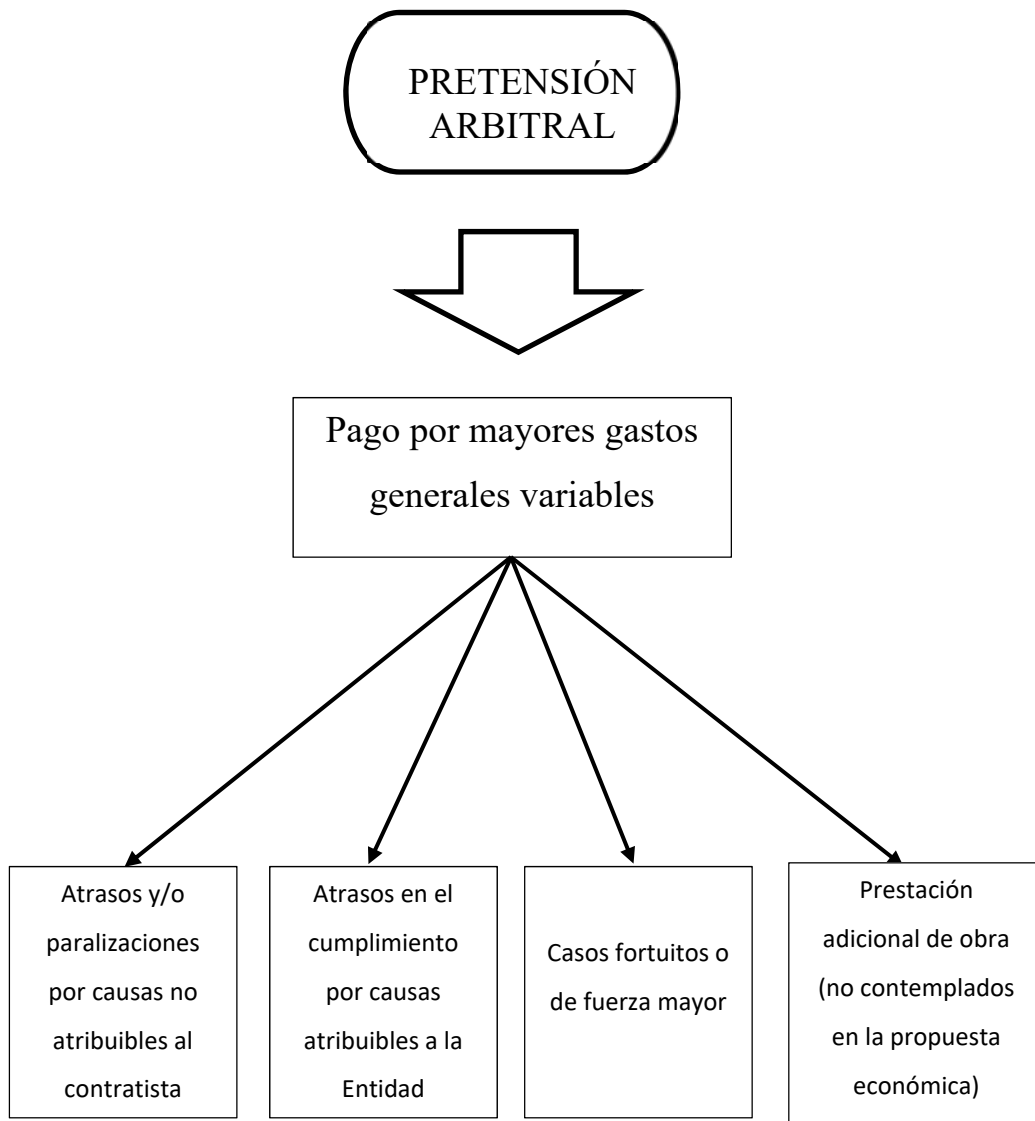 PRETENSIÓN
ARBITRAL
Pago por mayores gastos
generales variables
Atrasos y/o
paralizaciones
por causas no
atribuibles al
contratista
Atrasos en el
cumplimiento
por causas
atribuibles a la
Entidad
Casos fortuitos o
de fuerza mayor
Prestación
adicional de obra
(no contemplados
en la propuesta
económica)